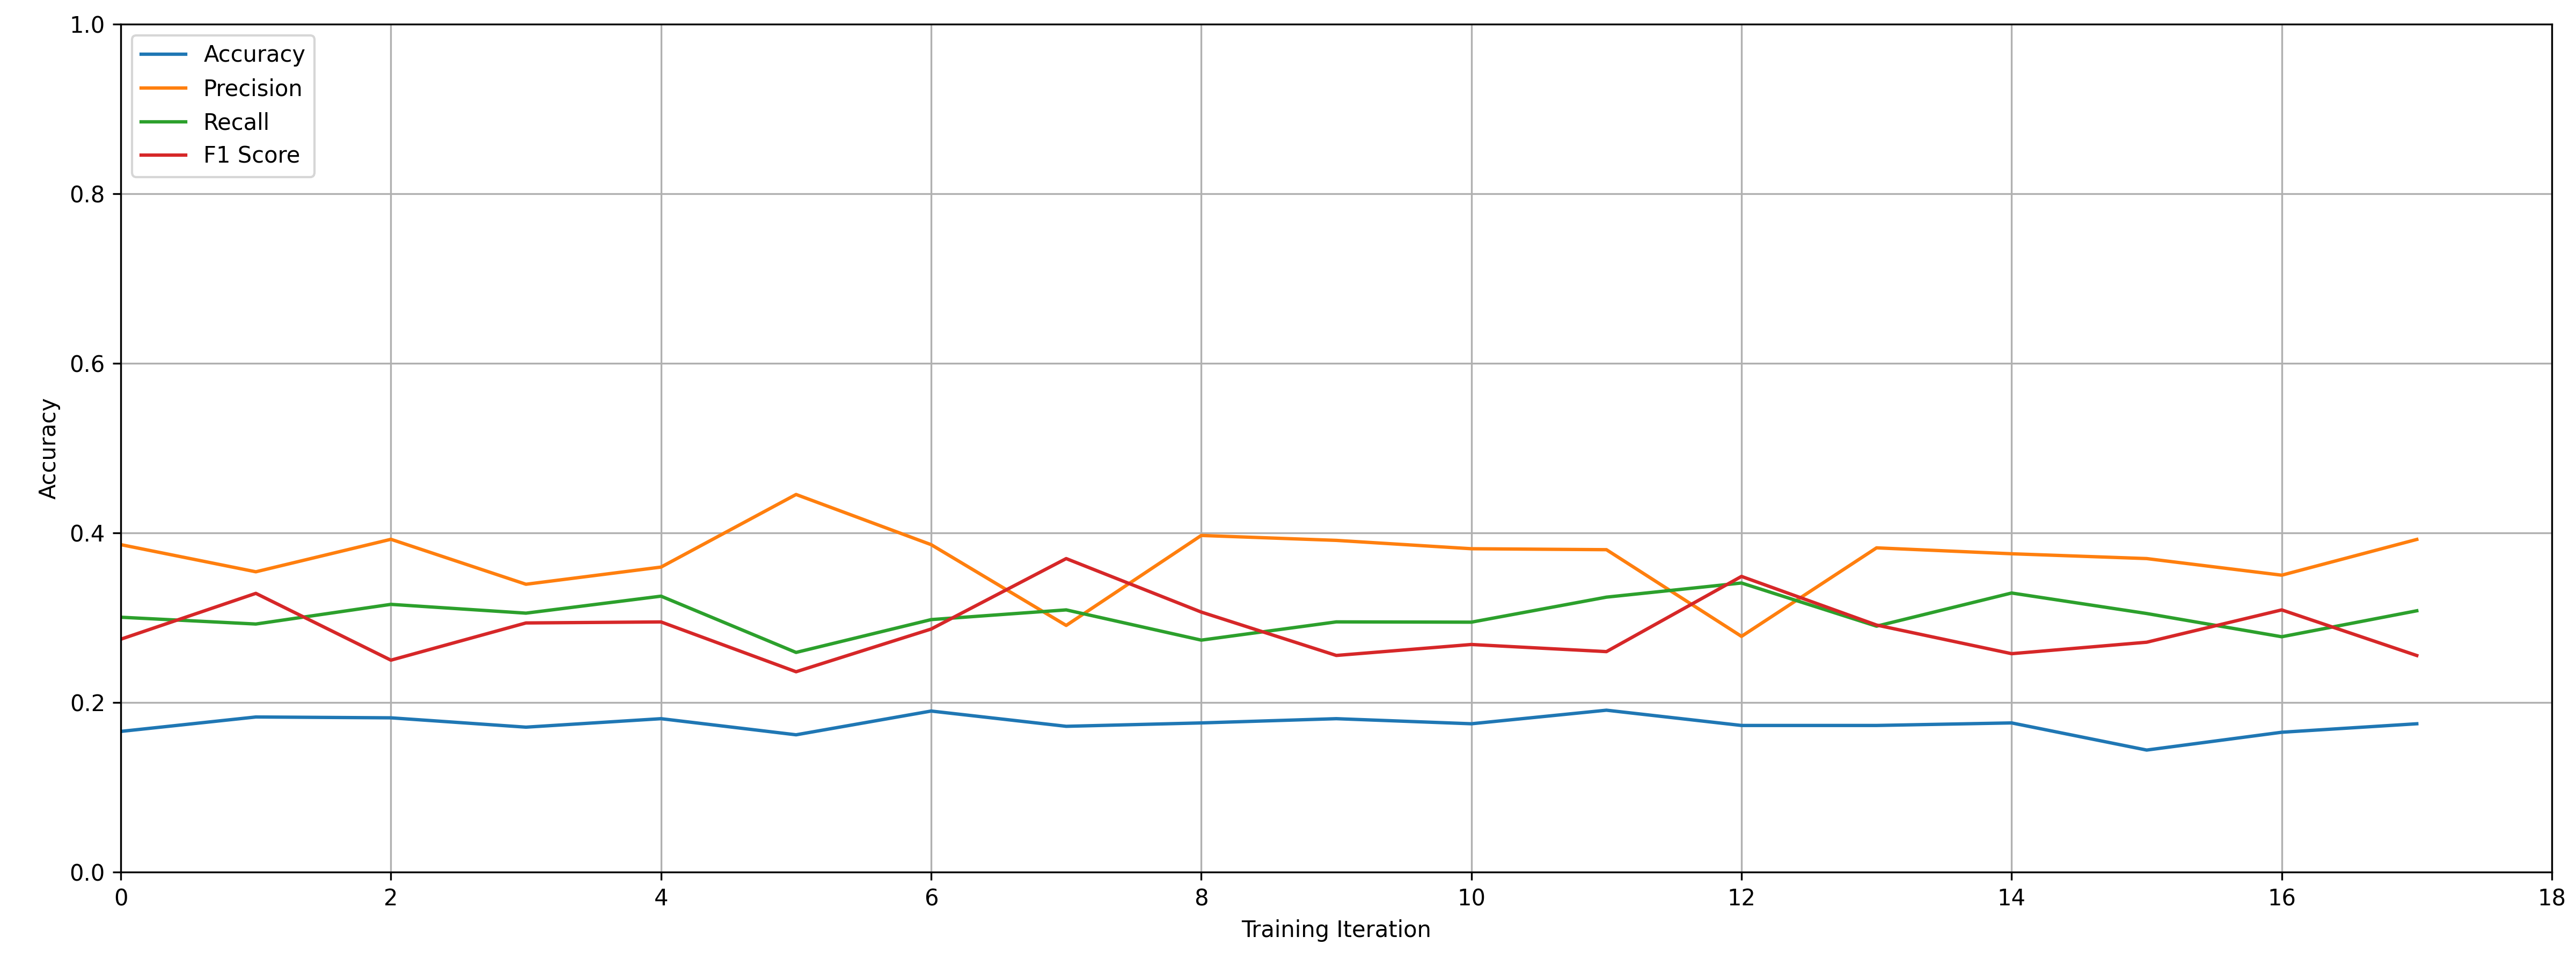 1.0
0.8
0.6
0.4
0.2
0.0
Accuracy
Accuracy
Precision
Recall
F1 Score
0 2 4 6 8 10 12 14 16 18
Training Iteration